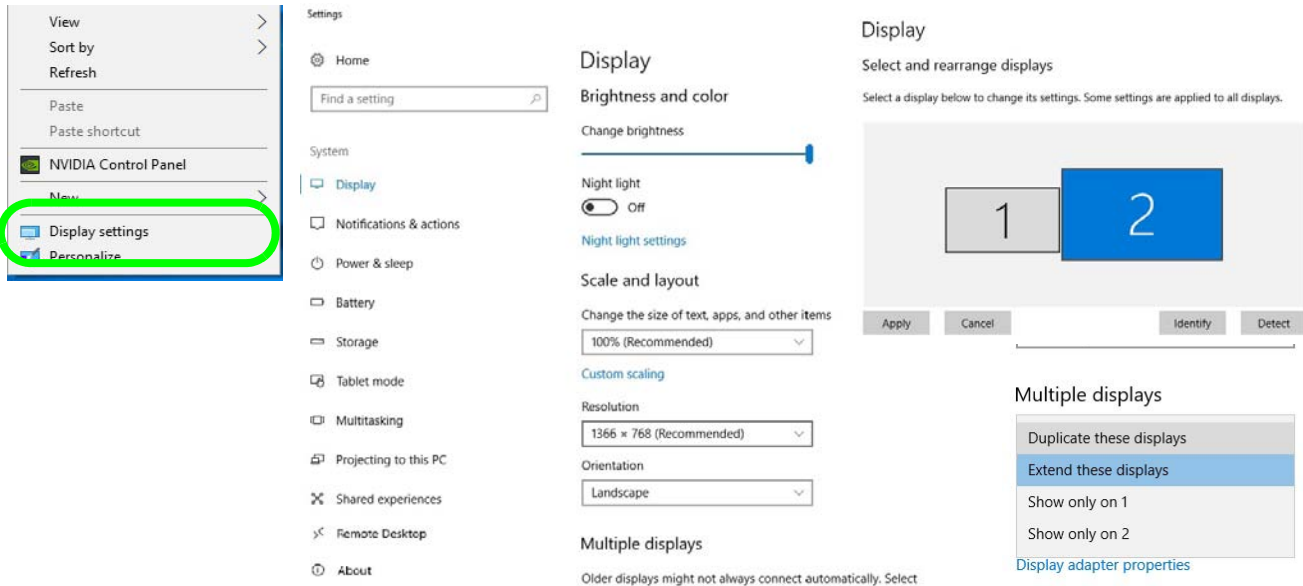 View
Sort by
Refresh
Paste
Paste shortcut
NVIDIA Control Panel
New
Display settings
Personalize
Settings
Home
Find a setting
System
Display
Notifications & actions
Power & sleep
Battery
Storage
Tablet mode
Multitasking
Projecting to this PC
Shared experiences
Remote Desktop
About
Display
Brightness and color
Change brightness
Night light
Off
Night light settings
Scale and layout
Change the size of text, apps, and other items
100% (Recommended)
Custom scaling
Resolution
1366 × 768 (Recommended)
Orientation
Landscape
Multiple displays
Older displays might not always connect automatically. Select
Display
Select and rearrange displays
Select a display below to change its settings. Some settings are applied to all displays.
1 2
Apply Cancel Identify Detect
Multiple displays
Duplicate these displays
Extend these displays
Show only on 1
Show only on 2
Display adapter properties